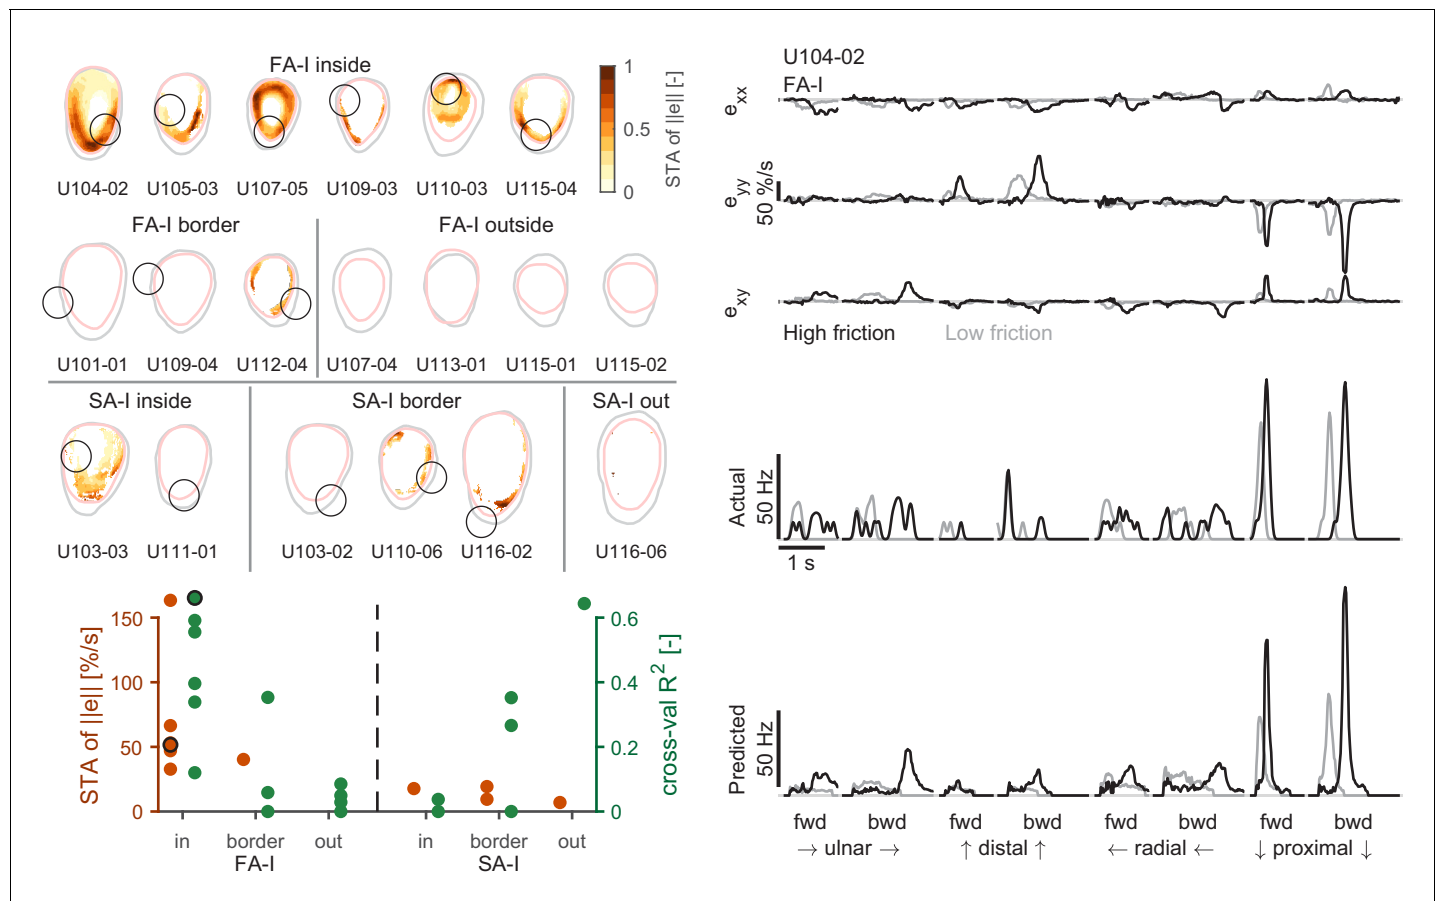 FA-I inside
1
0.5
0
STA of ||e|| [-]
U104-02 U105-03 U107-05 U109-03 U110-03 U115-04
FA-I border FA-I outside
U101-01 U109-04 U112-04 U107-04 U113-01 U115-01 U115-02
SA-I inside SA-I border SA-I out
U103-03 U111-01 U103-02 U110-06 U116-02 U116-06
STA of ||e|| [%/s]
150
100
50
0
0.6
0.4
0.2
0
cross-val R² [-]
in border out in border out
FA-I SA-I
U104-02
FA-I
exx
eyy
50 %/s
exy
High friction Low friction
Actual
50 Hz
1 s
Predicted
50 Hz
fwd bwd fwd bwd fwd bwd fwd bwd
→ ulnar → ↑ distal ↑ ← radial ← ↓ proximal ↓